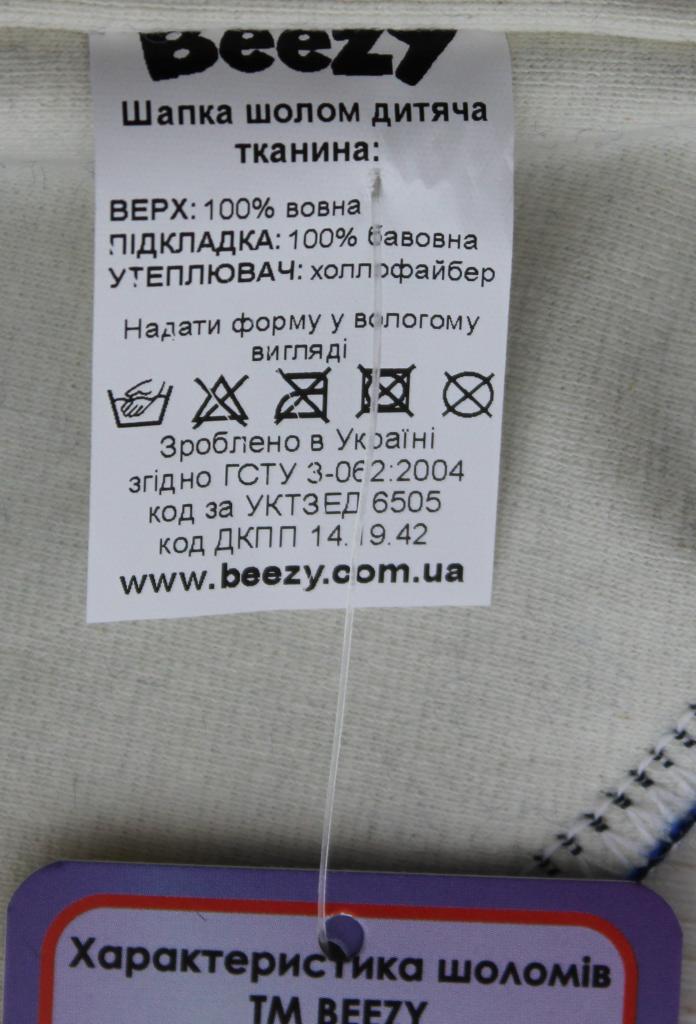 Beezy
Шапка шолом дитяча
тканина:
ВЕРХ: 100% вовна
ПІДКЛАДКА: 100% бавовна
УТЕПЛЮВАЧ: холлофайбер
Надати форму у вологому
вигляді
Зроблено в Україні
згідно ГСТУ 3-062:2004
код за УКТЗЕД 6505
код ДКПП 14.19.42
www.beezy.com.ua
Характеристика шоломів
ТМ BEEZY